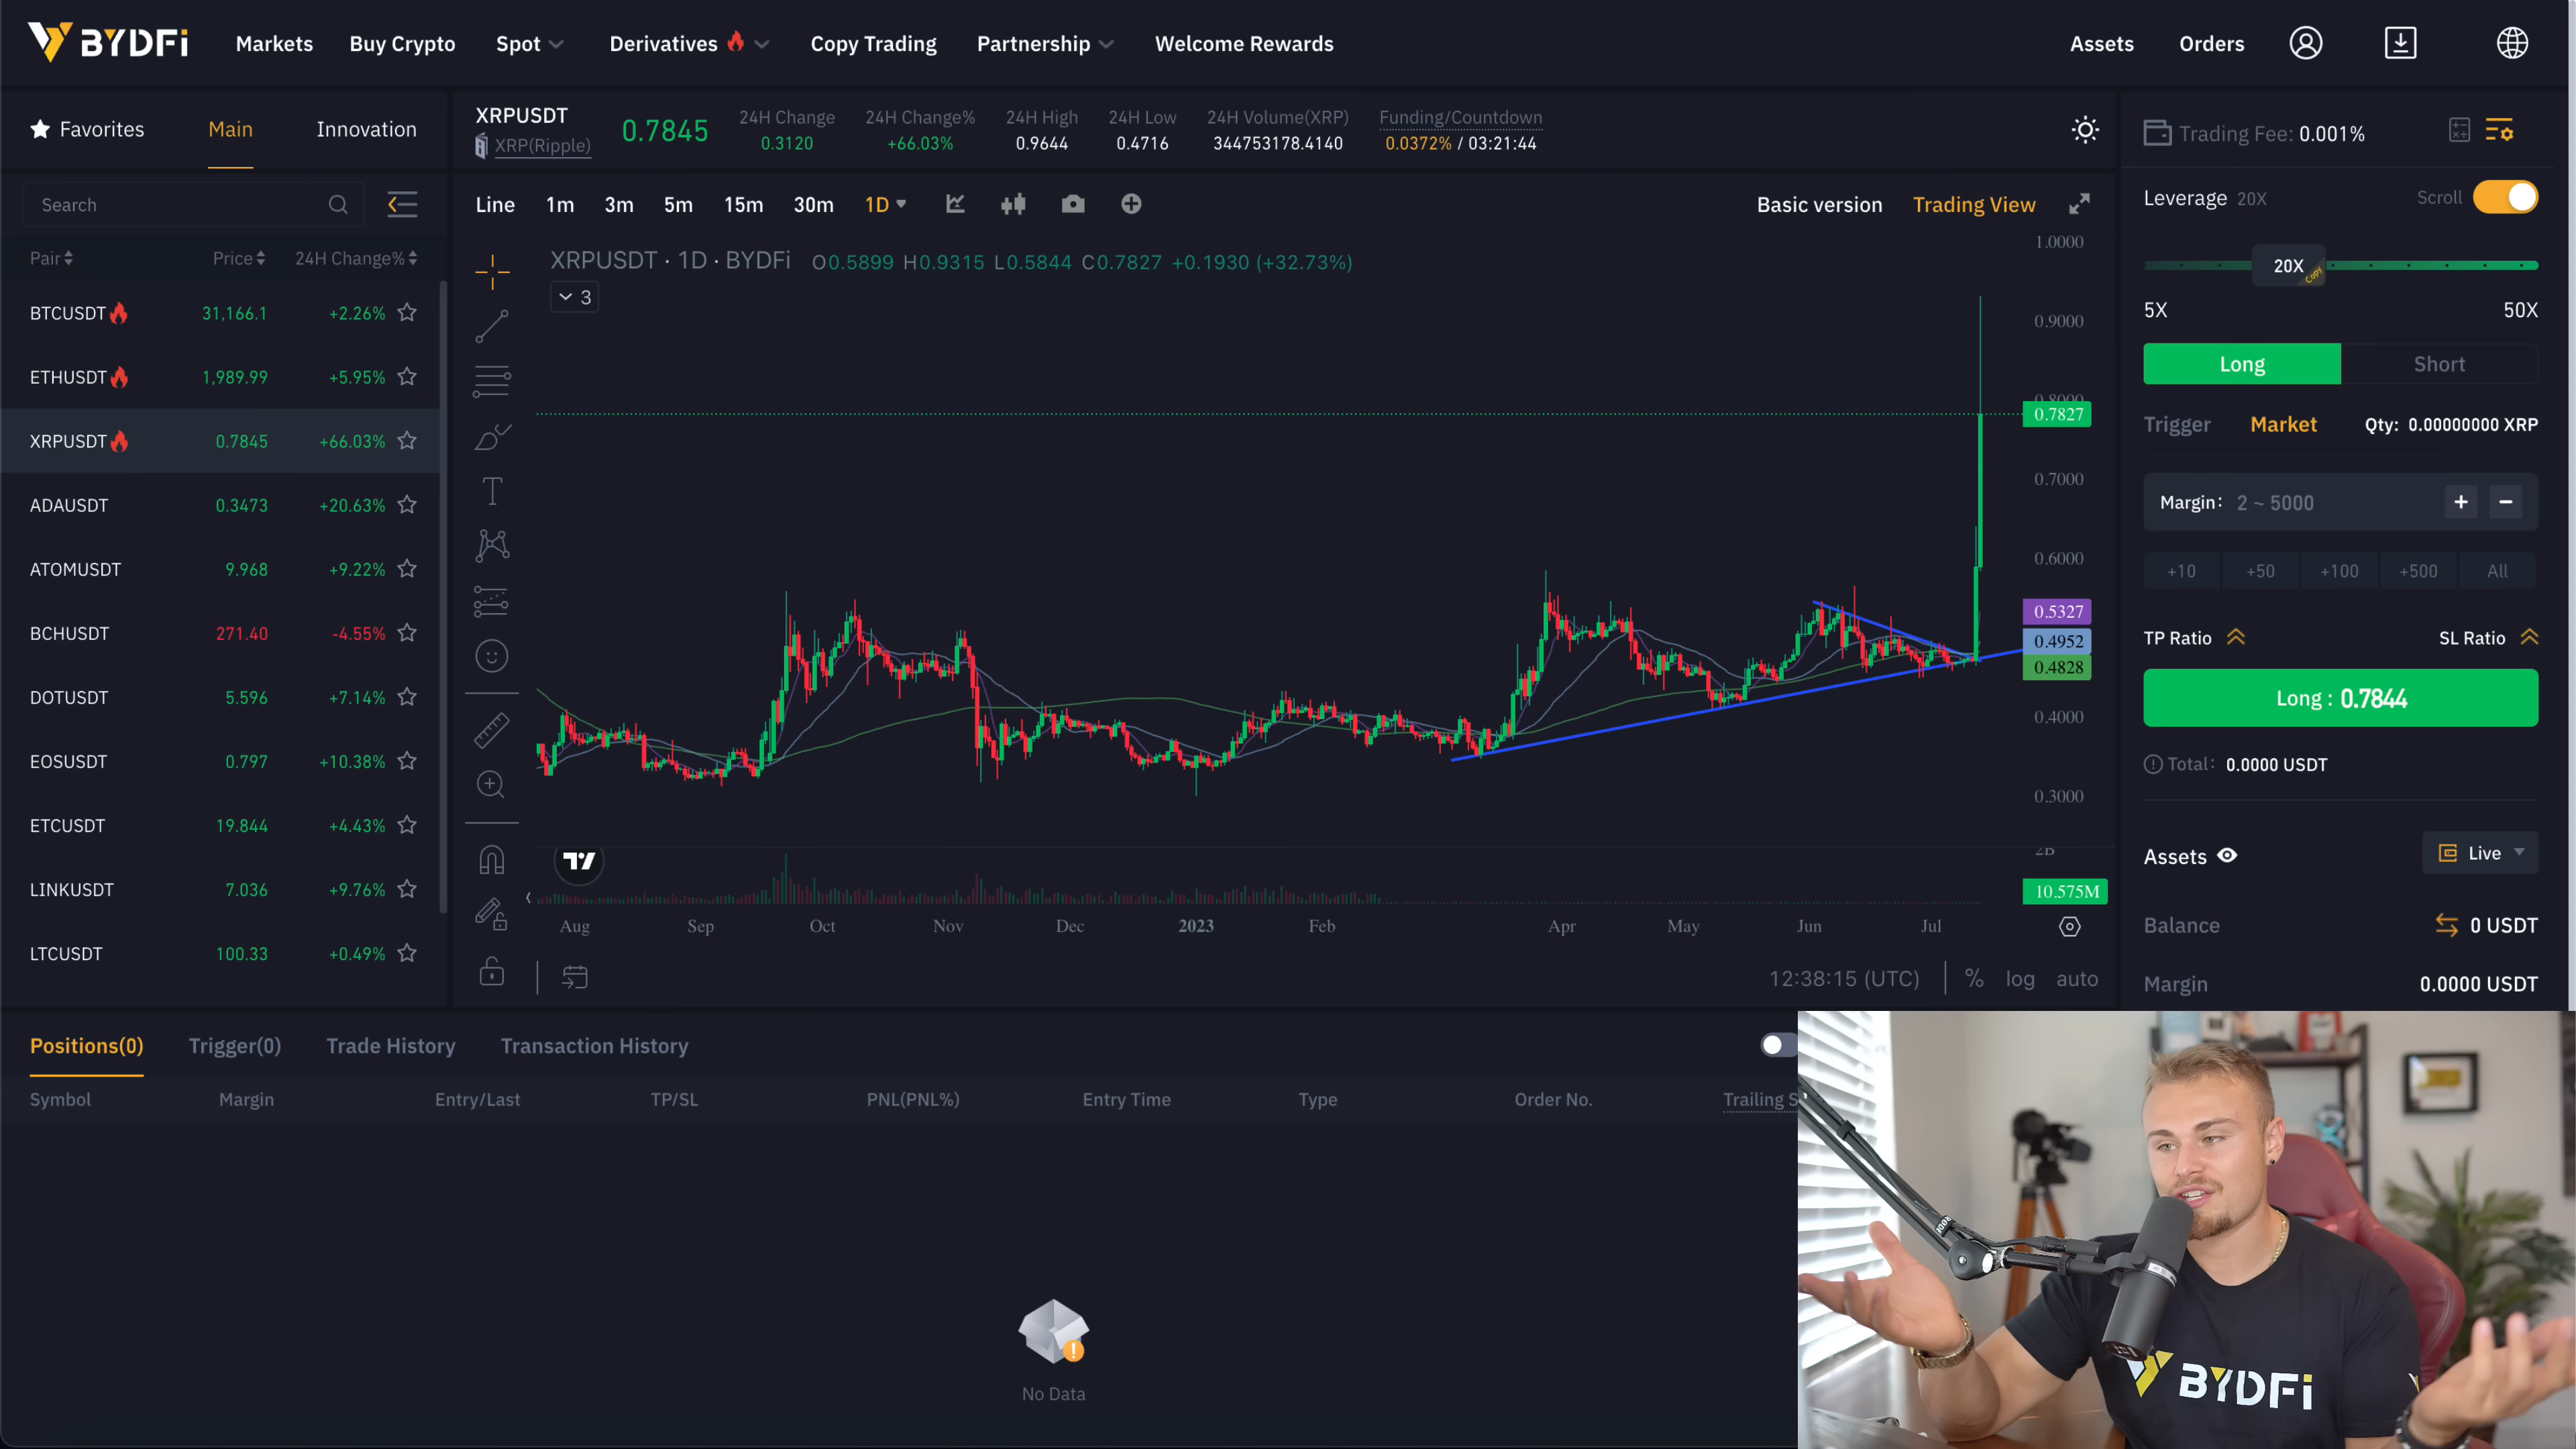 BYDFi
Markets
Buy Crypto
Spot
Derivatives
Copy Trading
Partnership
Welcome Rewards
Assets
Orders
Favorites
Main
Innovation
Search
Pair
Price
24H Change%
BTCUSDT 31,166.1 +2.26%
ETHUSDT 1,989.99 +5.95%
XRPUSDT 0.7845 +66.03%
ADAUSDT 0.3473 +20.63%
ATOMUSDT 9.968 +9.22%
BCHUSDT 271.40 -4.55%
DOTUSDT 5.596 +7.14%
EOSUSDT 0.797 +10.38%
ETCUSDT 19.844 +4.43%
LINKUSDT 7.036 +9.76%
LTCUSDT 100.33 +0.49%
XRPUSDT
XRP(Ripple)
0.7845
24H Change
0.3120
24H Change%
+66.03%
24H High
0.9644
24H Low
0.4716
24H Volume(XRP)
344753178.4140
Funding/Countdown
0.0372% / 03:21:44
Line 1m 3m 5m 15m 30m 1D
Basic version
Trading View
XRPUSDT · 1D · BYDFi O0.5899 H0.9315 L0.5844 C0.7827 +0.1930 (+32.73%)
3
1.0000
0.9000
0.8000
0.7827
0.7000
0.6000
0.5327
0.4952
0.4828
0.4000
0.3000
2B
10.575M
Aug Sep Oct Nov Dec 2023 Feb Apr May Jun Jul
12:38:15 (UTC) % log auto
Trading Fee: 0.001%
Leverage 20X
Scroll
20X
Copy
5X
50X
Long
Short
Trigger
Market
Qty: 0.00000000 XRP
Margin: 2 ~ 5000
+
-
+10 +50 +100 +500 All
TP Ratio
SL Ratio
Long : 0.7844
Total: 0.0000 USDT
Assets
Live
Balance
0 USDT
Margin
0.0000 USDT
Positions(0)
Trigger(0)
Trade History
Transaction History
Symbol
Margin
Entry/Last
TP/SL
PNL(PNL%)
Entry Time
Type
Order No.
Trailing S
No Data
RODE
BYDFi